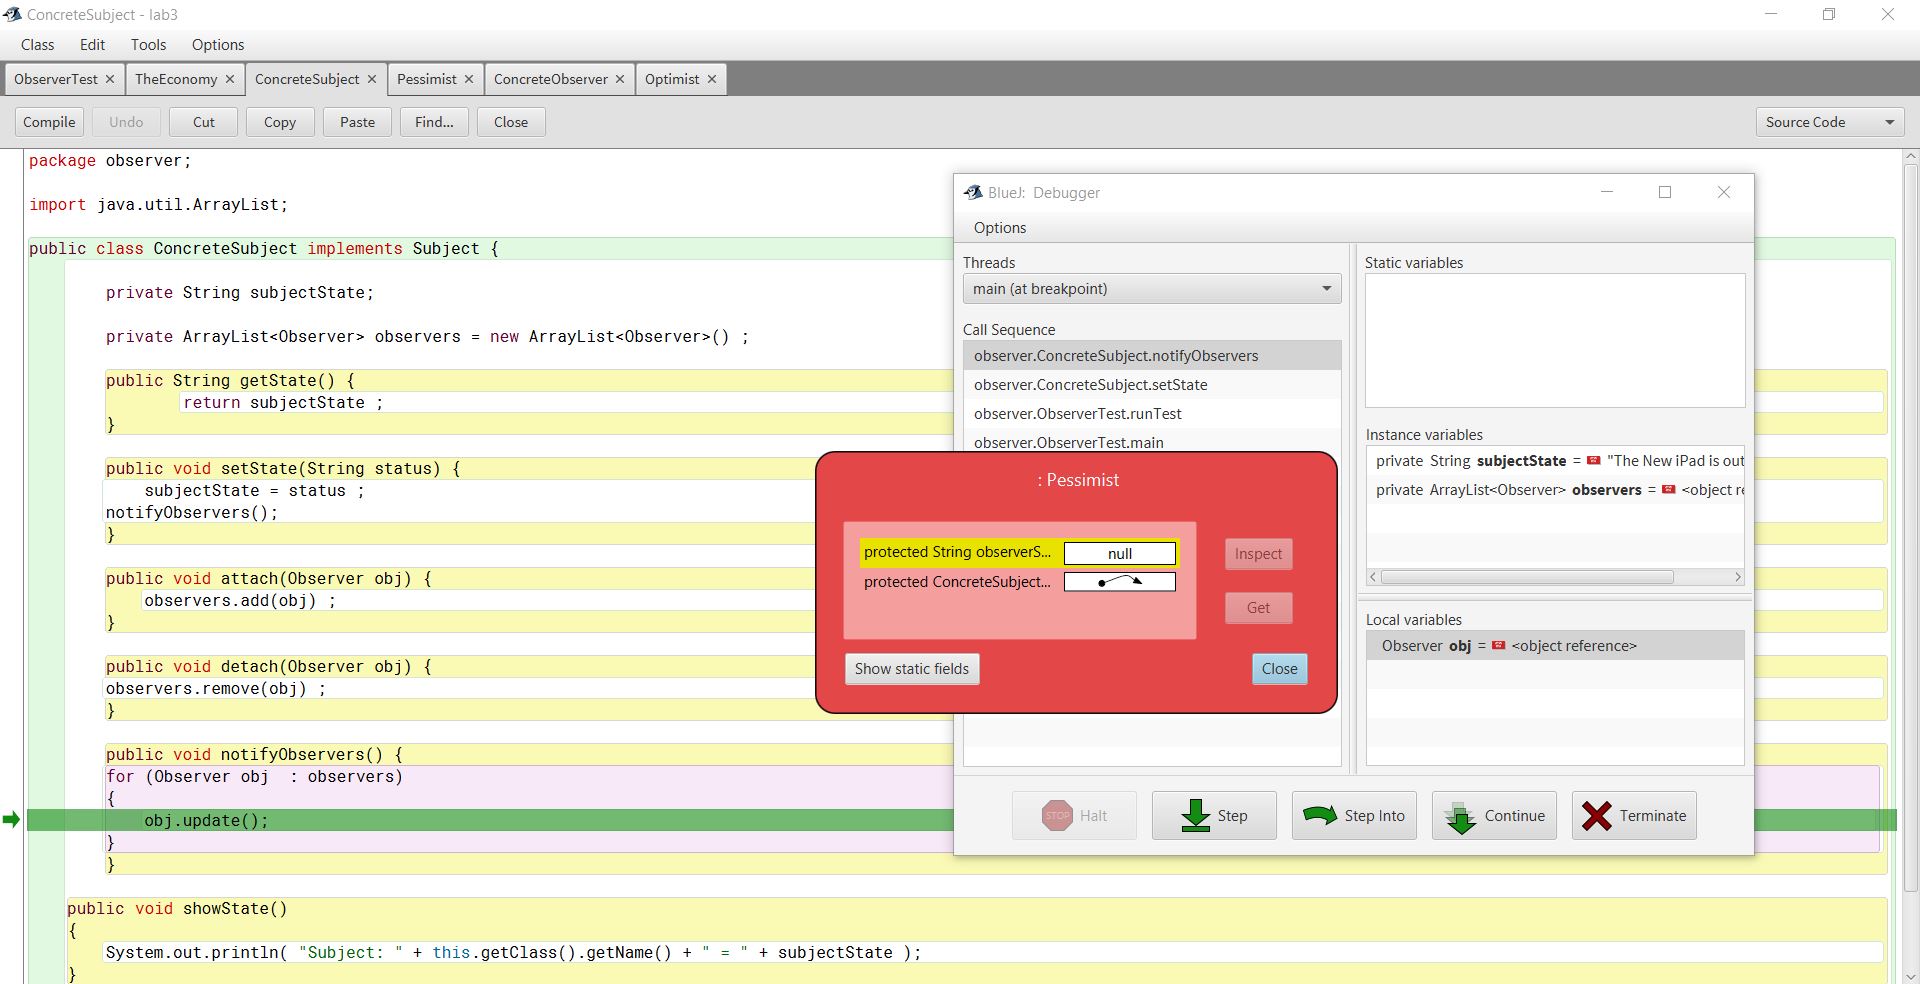 ConcreteSubject - lab3
Class Edit Tools Options
ObserverTest TheEconomy ConcreteSubject Pessimist ConcreteObserver Optimist
Compile Undo Cut Copy Paste Find... Close Source Code
package observer;
import java.util.ArrayList;
public class ConcreteSubject implements Subject {
private String subjectState;
private ArrayList<Observer> observers = new ArrayList<Observer>() ;
public String getState() {
return subjectState ;
}
public void setState(String status) {
subjectState = status ;
notifyObservers();
}
public void attach(Observer obj) {
observers.add(obj) ;
}
public void detach(Observer obj) {
observers.remove(obj) ;
}
public void notifyObservers() {
for (Observer obj  : observers)
{
obj.update();
}
}
public void showState()
{
System.out.println( "Subject: " + this.getClass().getName() + " = " + subjectState );
}
BlueJ: Debugger
Options
Threads
main (at breakpoint)
Call Sequence
observer.ConcreteSubject.notifyObservers
observer.ConcreteSubject.setState
observer.ObserverTest.runTest
observer.ObserverTest.main
Static variables
Instance variables
private String subjectState = "The New iPad is out
private ArrayList<Observer> observers = <object re
Local variables
Observer obj = <object reference>
: Pessimist
protected String observerS... null
protected ConcreteSubject...
Inspect
Get
Show static fields
Close
STOP Halt Step Step Into Continue Terminate